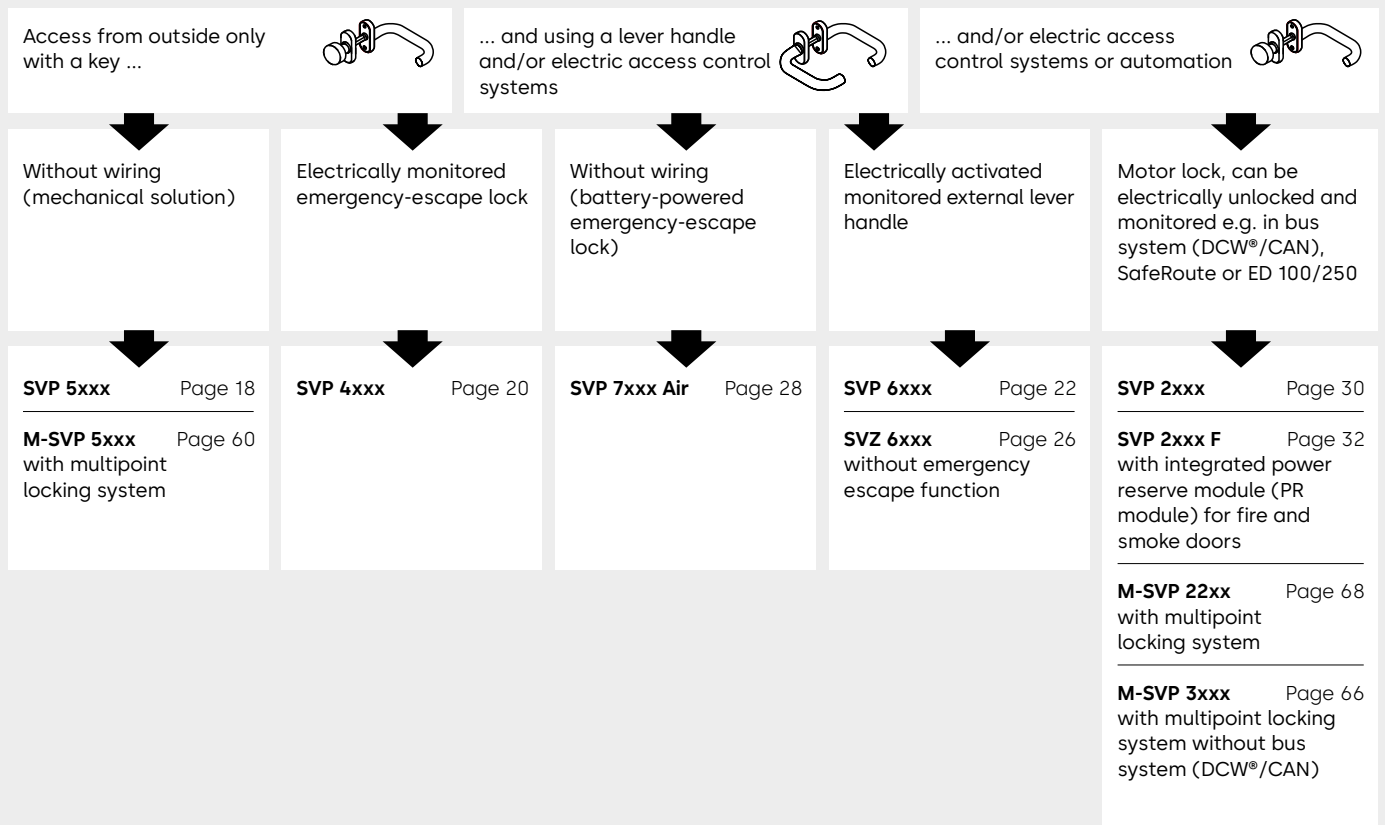 Access from outside only
with a key ...
... and using a lever handle
and/or electric access control
systems
... and/or electric access
control systems or automation
Without wiring
(mechanical solution)
Electrically monitored
emergency-escape lock
Without wiring
(battery-powered
emergency-escape
lock)
Electrically activated
monitored external lever
handle
Motor lock, can be
electrically unlocked and
monitored e.g. in bus
system (DCW®/CAN),
SafeRoute or ED 100/250
SVP 5xxx Page 18
M-SVP 5xxx Page 60
with multipoint
locking system
SVP 4xxx Page 20
SVP 7xxx Air Page 28
SVP 6xxx Page 22
SVZ 6xxx Page 26
without emergency
escape function
SVP 2xxx Page 30
SVP 2xxx F Page 32
with integrated power
reserve module (PR
module) for fire and
smoke doors
M-SVP 22xx Page 68
with multipoint
locking system
M-SVP 3xxx Page 66
with multipoint locking
system without bus
system (DCW®/CAN)